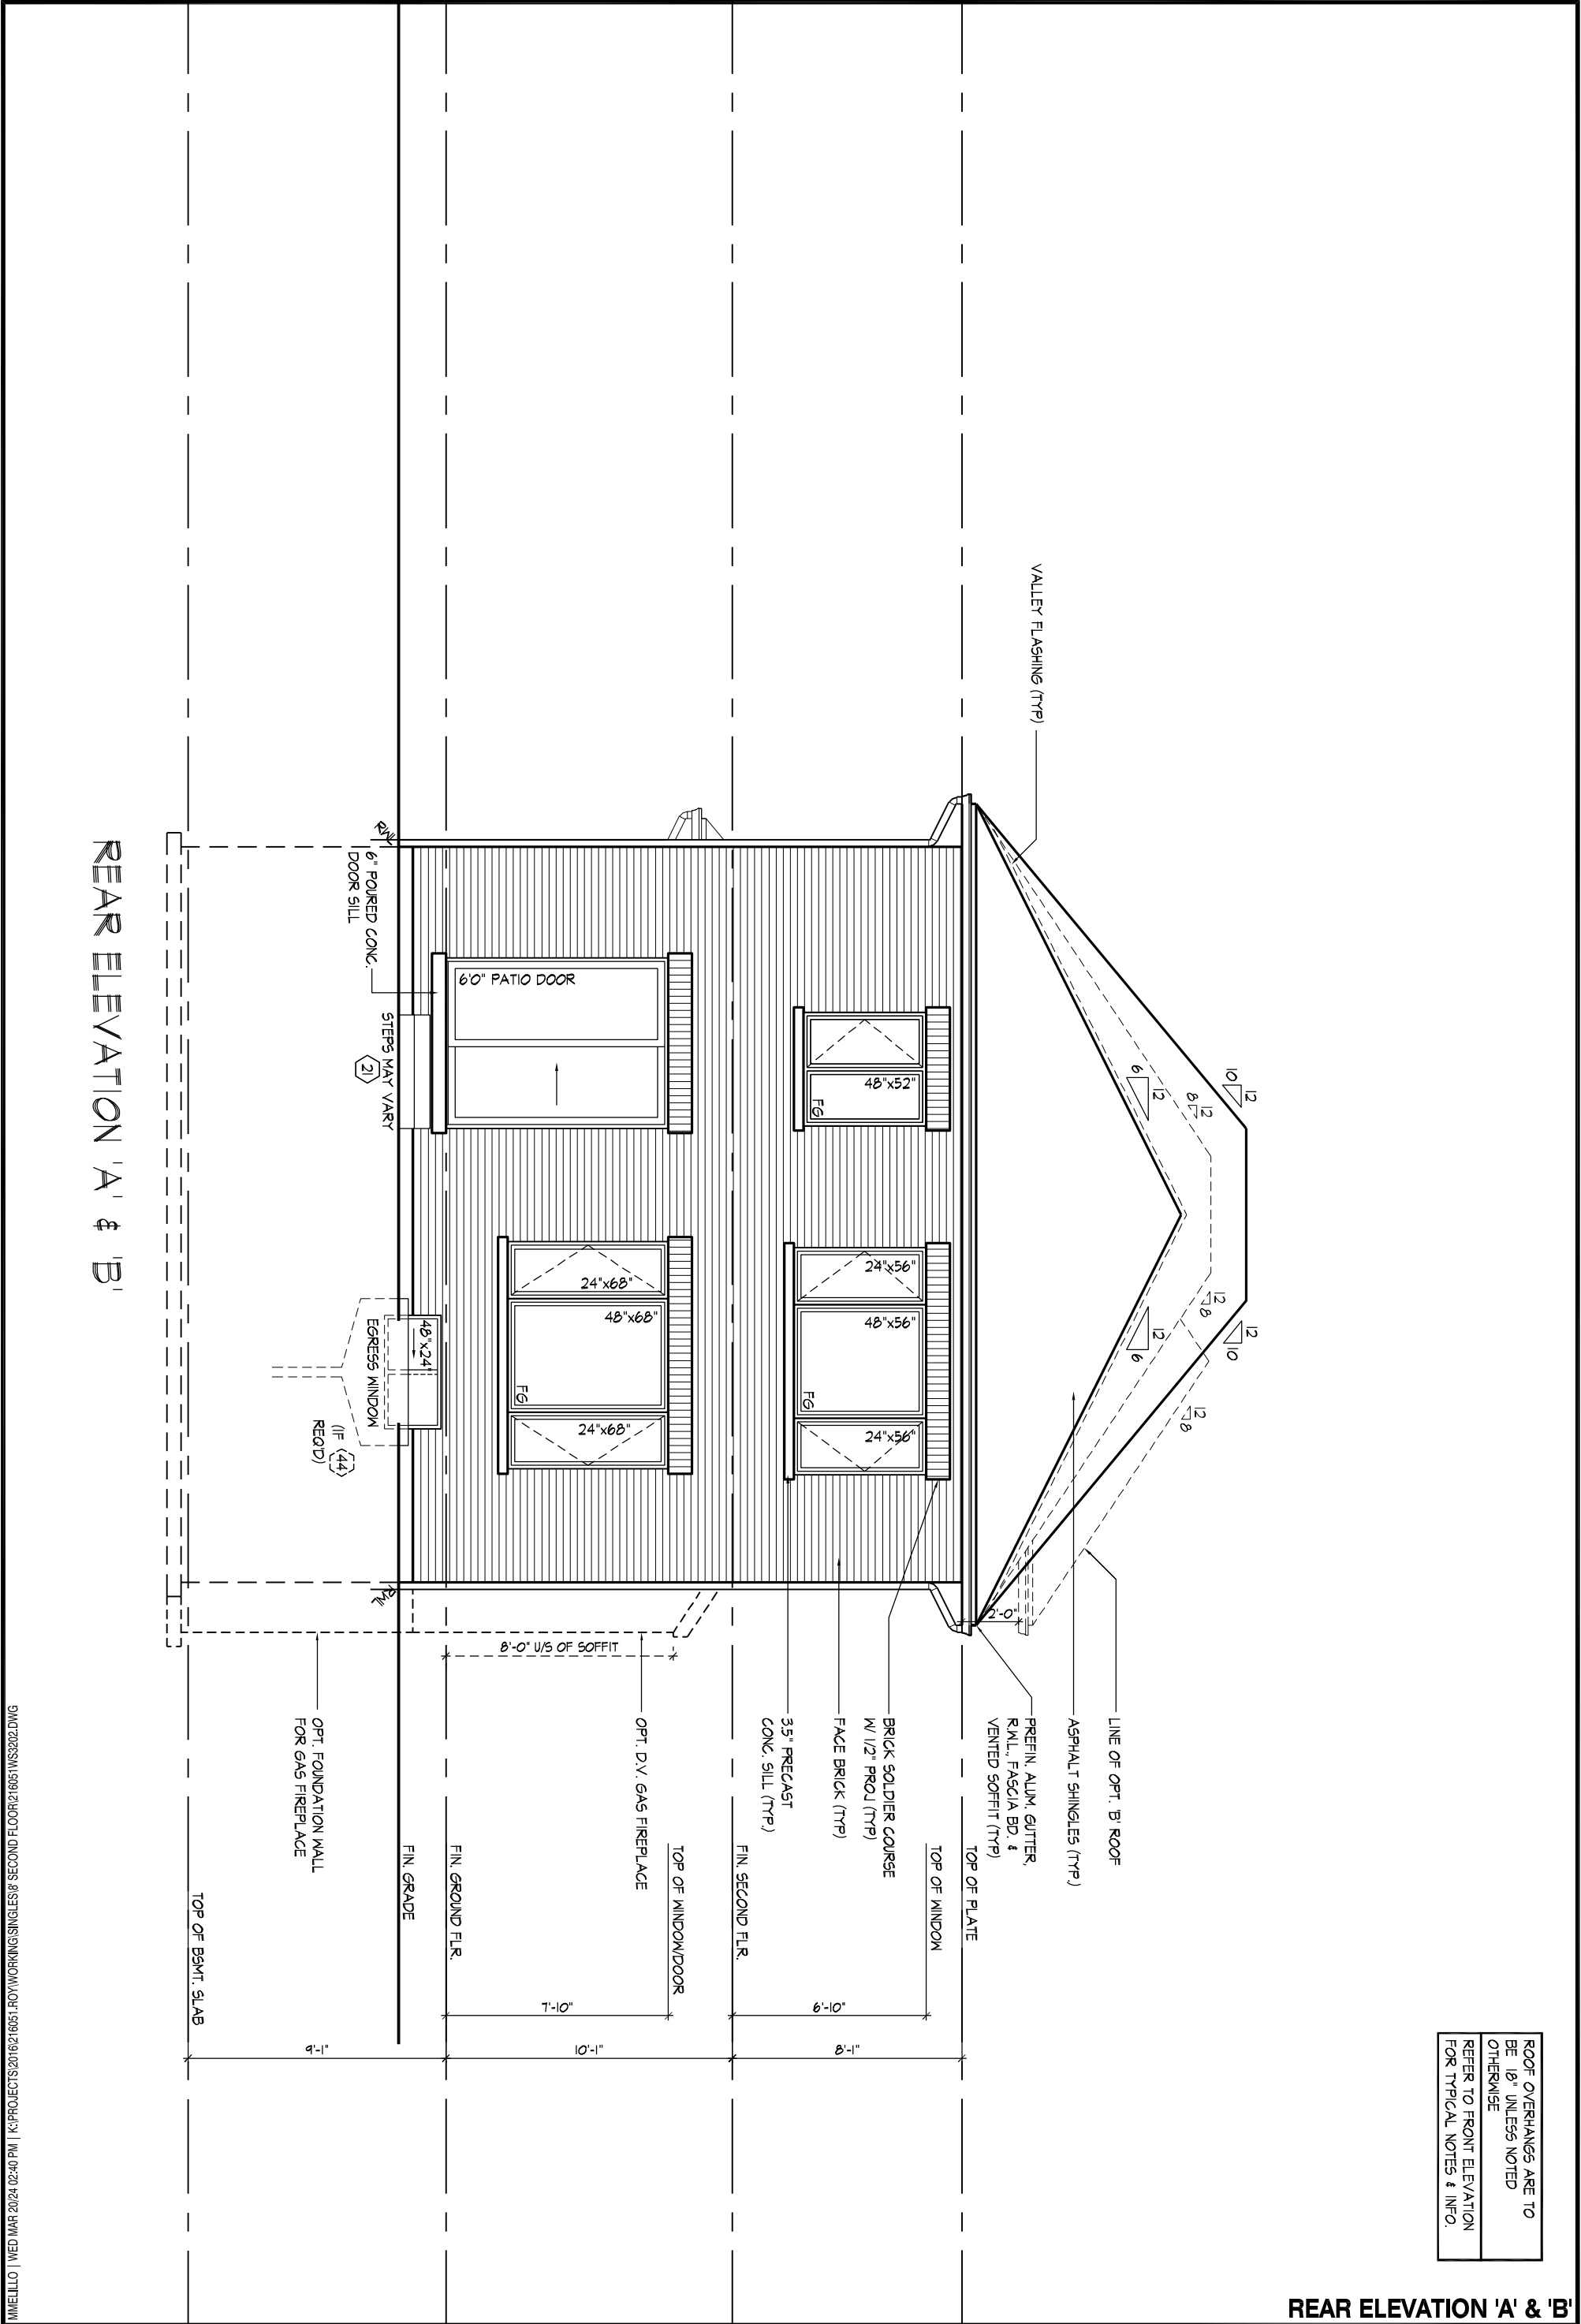 ROOF OVERHANGS ARE TO
BE 18" UNLESS NOTED
OTHERWISE
REFER TO FRONT ELEVATION
FOR TYPICAL NOTES & INFO.
12
10
12
10
12
8
12
8
12
8
12
6
12
6
VALLEY FLASHING (TYP)
LINE OF OPT. 'B' ROOF
ASPHALT SHINGLES (TYP.)
PREFIN. ALUM. GUTTER,
R.W.L., FASCIA BD. &
VENTED SOFFIT (TYP)
2'-0"
TOP OF PLATE
TOP OF WINDOW
BRICK SOLDIER COURSE
W/ 1/2" PROJ (TYP)
FACE BRICK (TYP)
3.5" PRECAST
CONC. SILL (TYP.)
48"x52"
FG
24"x56"
48"x56"
24"x56"
FG
6'-10"
8'-1"
FIN. SECOND FLR.
TOP OF WINDOW/DOOR
OPT. D.V. GAS FIREPLACE
8'-0" U/S OF SOFFIT
6'0" PATIO DOOR
24"x68"
48"x68"
24"x68"
FG
7'-10"
10'-1"
FIN. GROUND FLR.
FIN. GRADE
RWL
RWL
6" POURED CONC.
DOOR SILL
STEPS MAY VARY
21
48"x24"
EGRESS WINDOW
44
(IF
REQ'D)
OPT. FOUNDATION WALL
FOR GAS FIREPLACE
9'-1"
TOP OF BSMT. SLAB
REAR ELEVATION 'A' & 'B'
MMELILLO | WED MAR 20/24 02:40 PM | K:\PROJECTS\2016\216051.ROY\WORKING\SINGLES\8' SECOND FLOOR\216051WS3202.DWG
REAR ELEVATION 'A' & 'B'